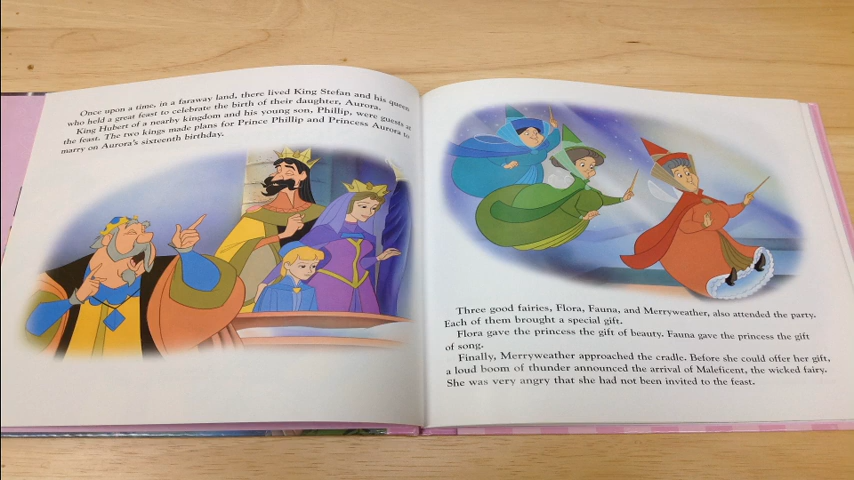 Once upon a time, in a faraway land, there lived King Stefan and his queen
who held a great feast to celebrate the birth of their daughter, Aurora.
King Hubert of a nearby kingdom and his young son, Phillip, were guests at
the feast. The two kings made plans for Prince Phillip and Princess Aurora to
marry on Aurora's sixteenth birthday.
Three good fairies, Flora, Fauna, and Merryweather, also attended the party.
Each of them brought a special gift.
Flora gave the princess the gift of beauty. Fauna gave the princess the gift
of song.
Finally, Merryweather approached the cradle. Before she could offer her gift,
a loud boom of thunder announced the arrival of Maleficent, the wicked fairy.
She was very angry that she had not been invited to the feast.